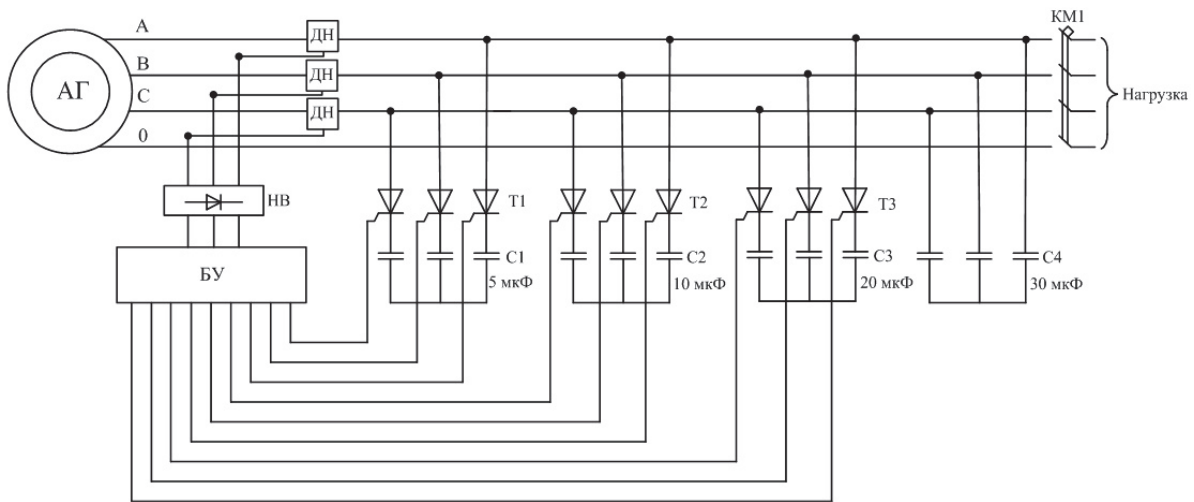 А
ДН
КМ1
В
ДН
АГ
С
ДН
Нагрузка
0
НВ
Т1
Т2
Т3
БУ
С1
С2
С3
С4
5 мкФ
10 мкФ
20 мкФ
30 мкФ